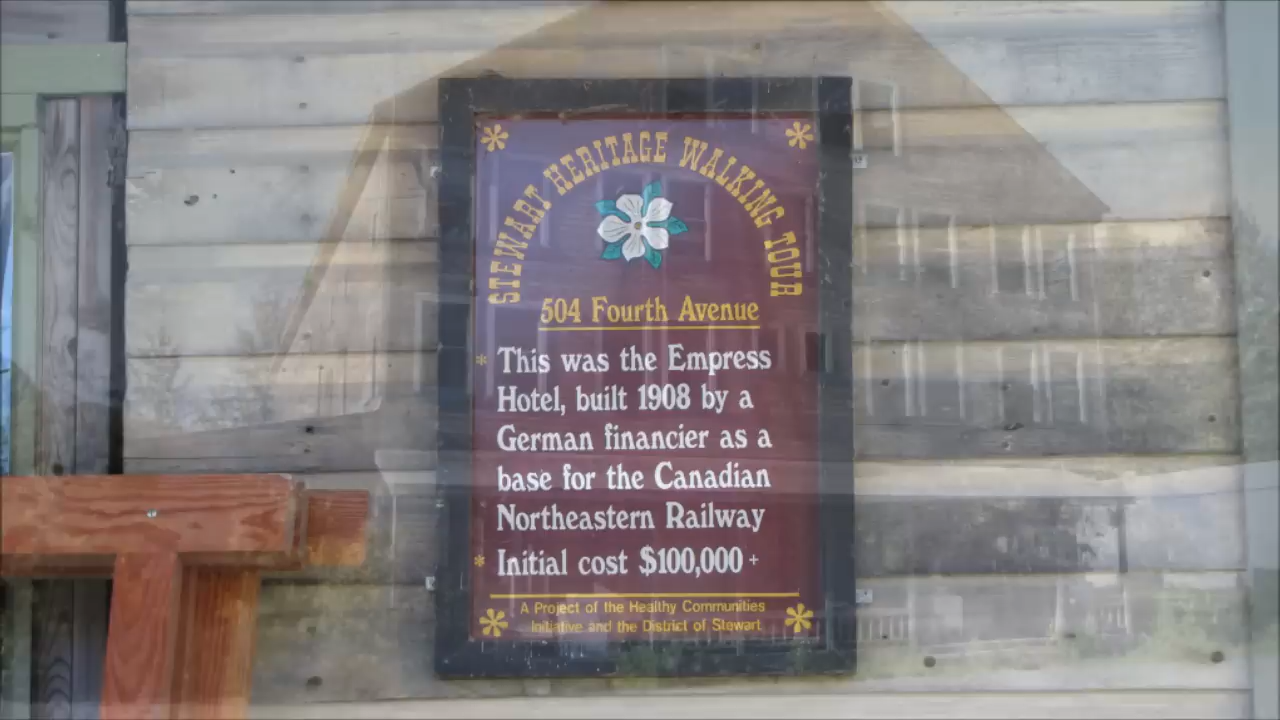 STEWART HERITAGE WALKING TOUR
504 Fourth Avenue
* This was the Empress
Hotel, built 1908 by a
German financier as a
base for the Canadian
Northeastern Railway
* Initial cost $100,000+
A Project of the Healthy Communities
Initiative and the District of Stewart